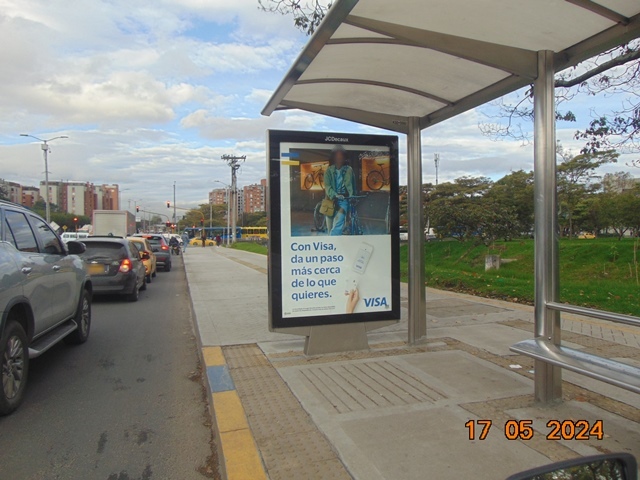 JCDecaux
Con Visa,
da un paso
más cerca
de lo que
quieres.
VISA
17 05 2024